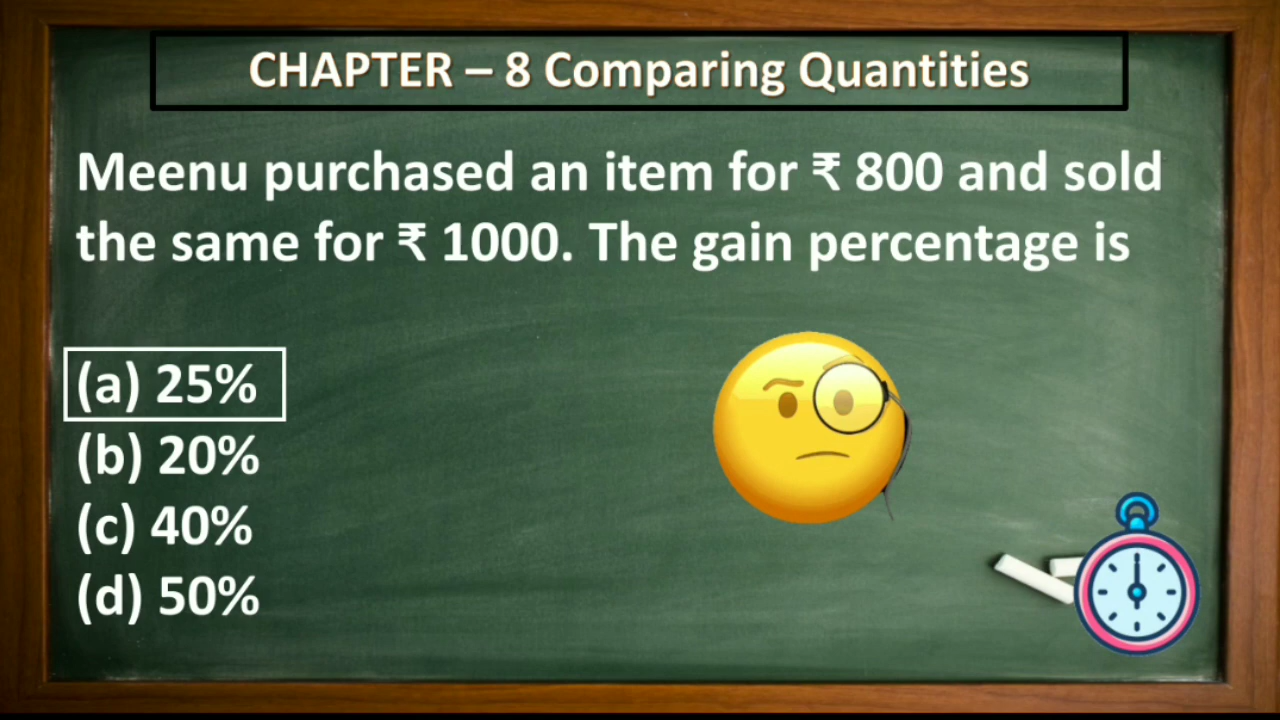 CHAPTER – 8 Comparing Quantities
Meenu purchased an item for ₹ 800 and sold
the same for ₹ 1000. The gain percentage is
(a) 25%
(b) 20%
(c) 40%
(d) 50%